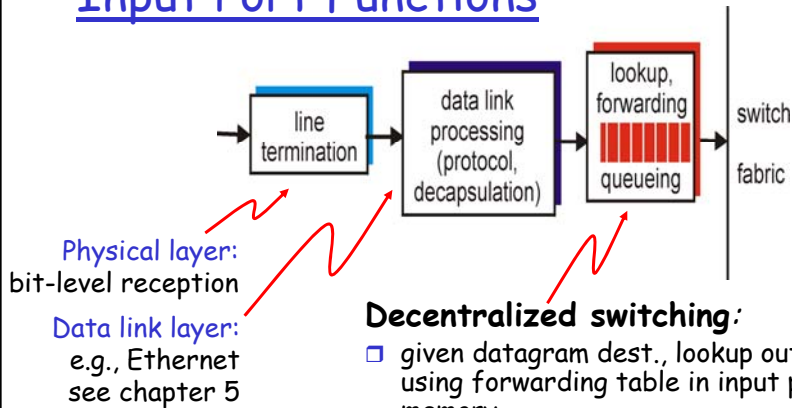 Input Port Functions
line
termination
data link
processing
(protocol,
decapsulation)
lookup,
forwarding
queueing
switch
fabric
Physical layer:
bit-level reception
Data link layer:
e.g., Ethernet
see chapter 5
Decentralized switching:
given datagram dest., lookup
using forwarding table in input